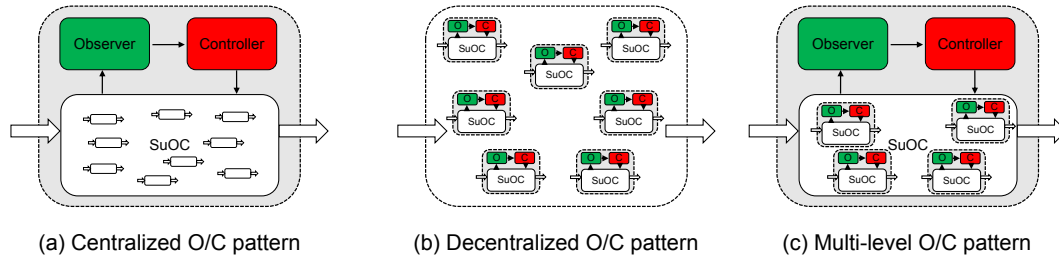 Observer
Controller
SuOC
(a) Centralized O/C pattern
O C
SuOC
O C
SuOC
O C
SuOC
O C
SuOC
O C
SuOC
O C
SuOC
O C
SuOC
(b) Decentralized O/C pattern
Observer
Controller
O C
SuOC
O C
SuOC
SuOC
O C
SuOC
O C
SuOC
(c) Multi-level O/C pattern